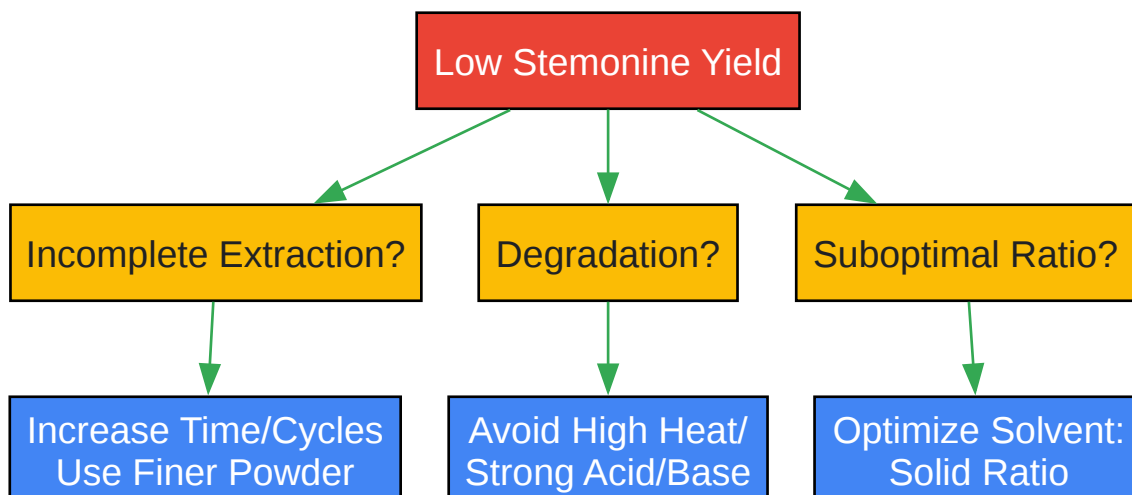 Low Stemonine Yield
Incomplete Extraction?
Degradation?
Suboptimal Ratio?
Increase Time/Cycles
Use Finer Powder
Avoid High Heat/
Strong Acid/Base
Optimize Solvent:
Solid Ratio